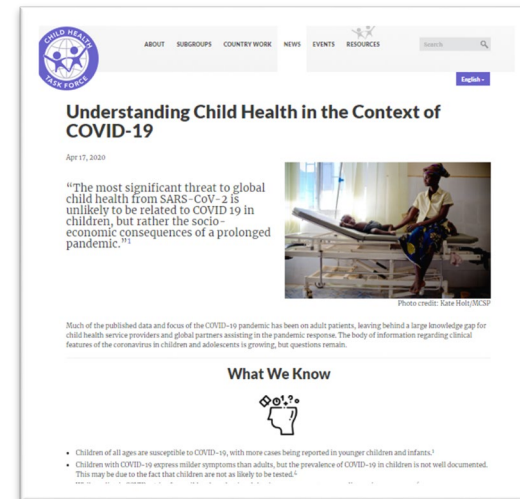 CHILD HEALTH
TASK FORCE
ABOUT SUBGROUPS COUNTRY WORK NEWS EVENTS RESOURCES
Search
English
Understanding Child Health in the Context of
COVID-19
Apr 17, 2020
“The most significant threat to global
child health from SARS-CoV-2 is
unlikely to be related to COVID 19 in
children, but rather the socio-
economic consequences of a prolonged
pandemic.”1
Photo credit: Kate Holt/MCSP
Much of the published data and focus of the COVID-19 pandemic has been on adult patients, leaving behind a large knowledge gap for
child health service providers and global partners assisting in the pandemic response. The body of information regarding clinical
features of the coronavirus in children and adolescents is growing, but questions remain.
What We Know
• Children of all ages are susceptible to COVID-19, with more cases being reported in younger children and infants.
• Children with COVID-19 express milder symptoms than adults, but the prevalence of COVID-19 in children is not well documented.
This may be due to the fact that children are not as likely to be tested.